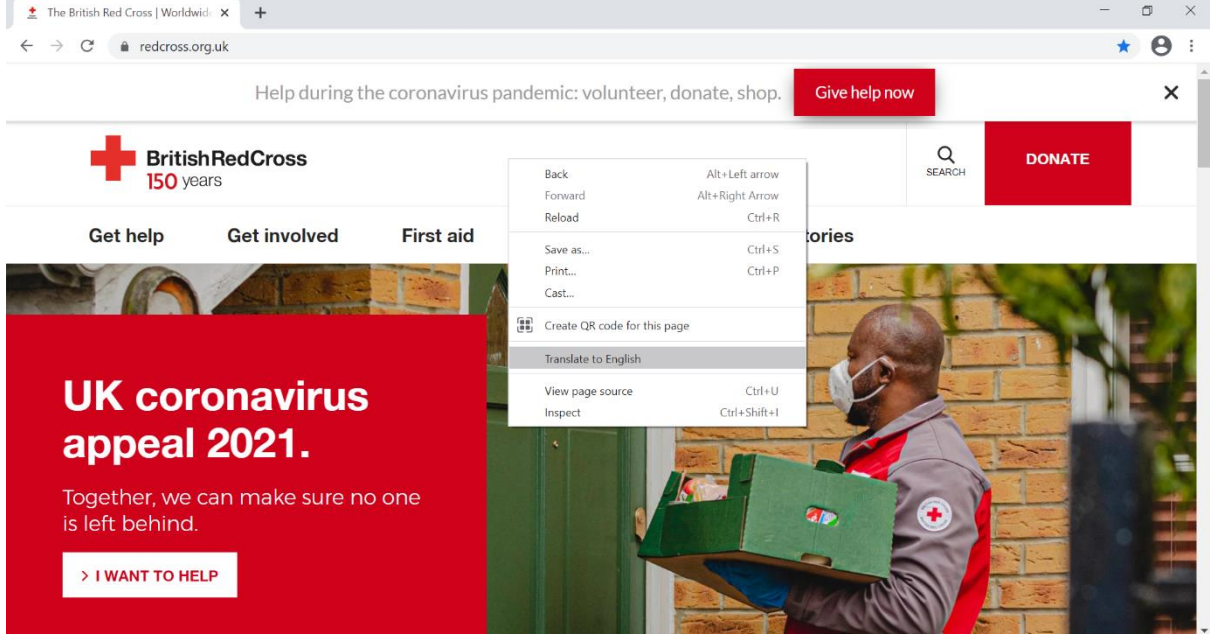 The British Red Cross | Worldwid
redcross.org.uk
Help during the coronavirus pandemic: volunteer, donate, shop. Give help now
BritishRedCross
150 years
SEARCH
DONATE
Get help Get involved First aid tories
Back Alt+Left arrow
Forward Alt+Right Arrow
Reload Ctrl+R
Save as... Ctrl+S
Print... Ctrl+P
Cast...
Create QR code for this page
Translate to English
View page source Ctrl+U
Inspect Ctrl+Shift+I
UK coronavirus
appeal 2021.
Together, we can make sure no one
is left behind.
> I WANT TO HELP